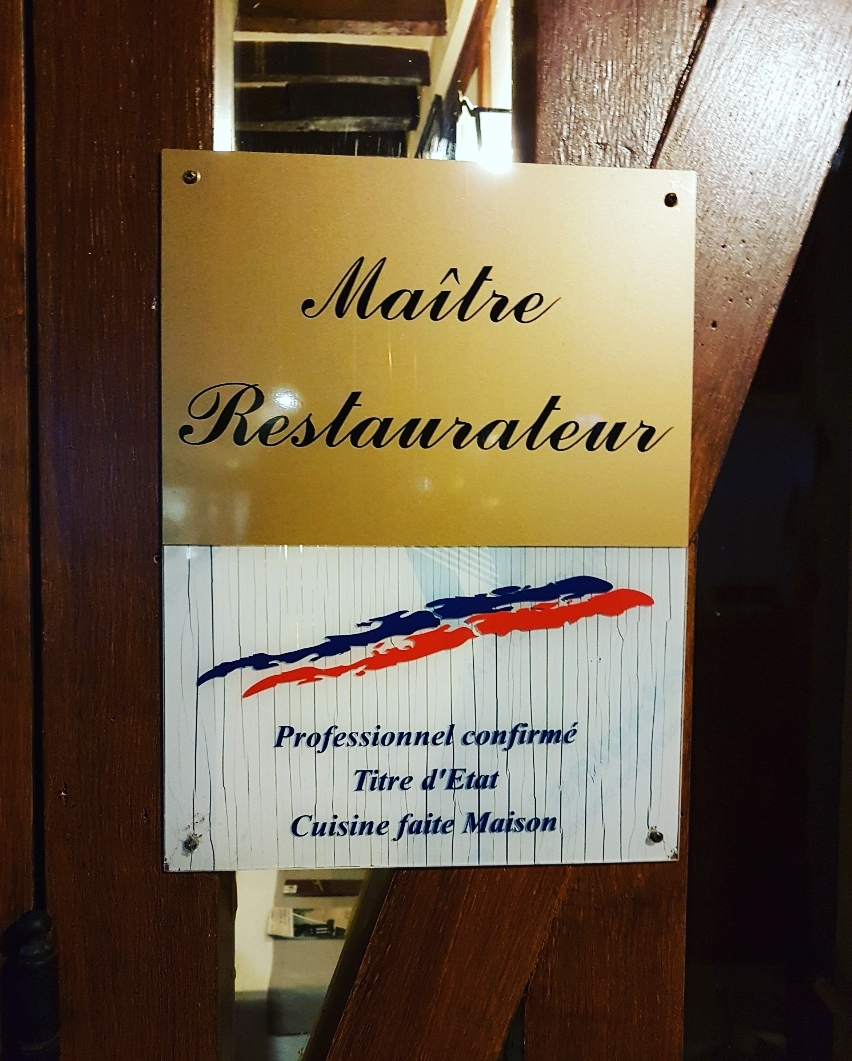 Maître
Restaurateur
Professionnel confirmé
Titre d'Etat
Cuisine faite Maison